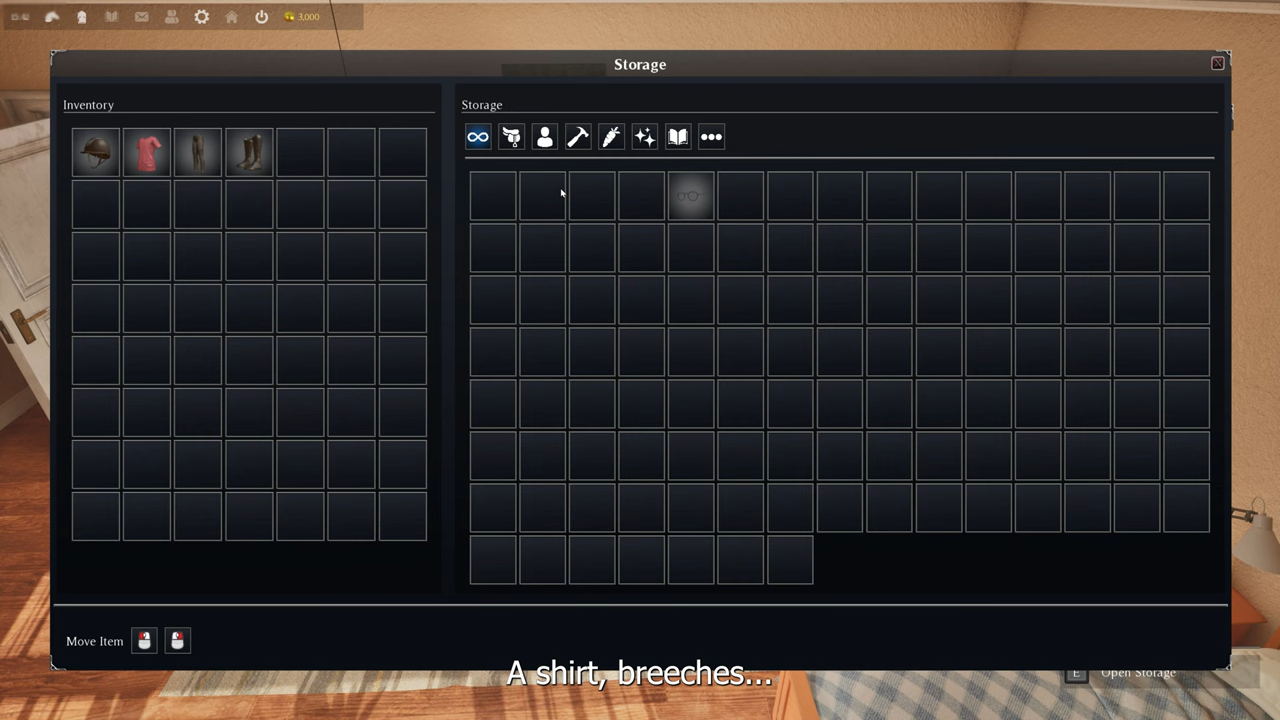 3,000
Storage
Inventory
Storage
Move Item
A shirt, breeches...
E Open Storage